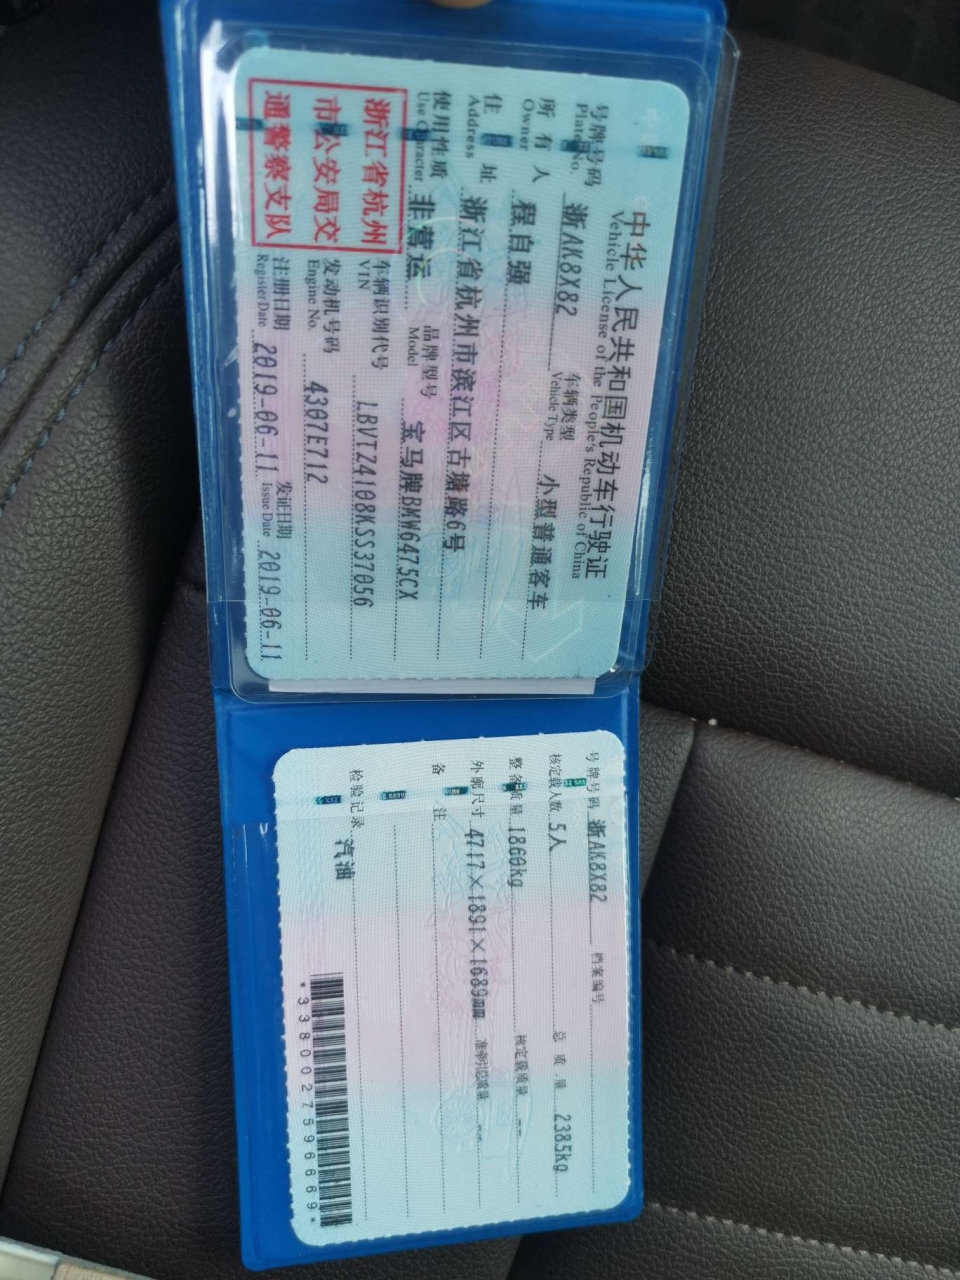 中华人民共和国机动车行驶证
Vehicle License of the People's Republic of China
号牌号码 浙AK8X82 车辆类型 小型普通客车
Plate No. Vehicle Type
所有人 程自强
Owner
住址 浙江省杭州市滨江区古塘路6号
Address
使用性质 非营运 品牌型号 宝马牌BMW6475CX
Use Character Model
浙江省杭州
市公安局交
通警察支队
车辆识别代号 LBVTZ4108KSS37056
VIN
发动机号码 4307E712
Engine No.
注册日期 2019-06-11 发证日期 2019-06-11
Register Date Issue Date
号牌号码 浙AK8X82 档案编号
核定载人数 5人 总质量 2385kg
整备质量 1860kg 核定载质量 --
外廓尺寸 4717×1891×1689mm 准牵引总质量 --
备注
检验记录 汽油
*3380027596669*